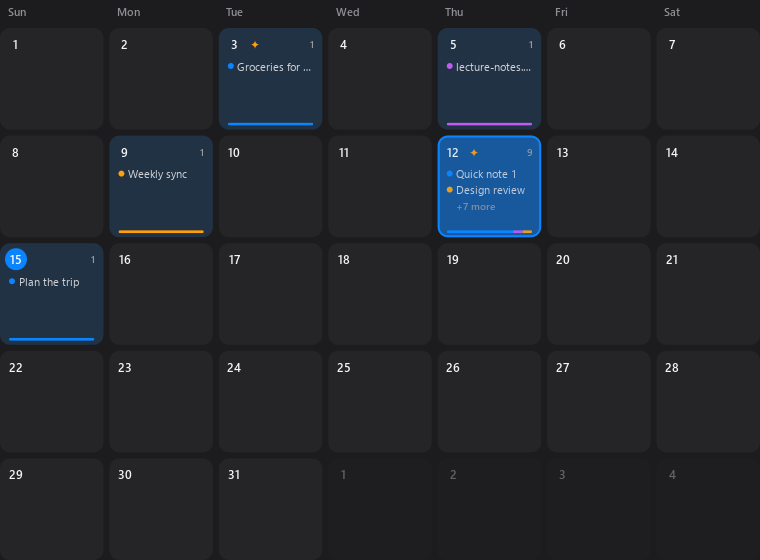 Sun Mon Tue Wed Thu Fri Sat
1 2 3 ✦ 1 4 5 1 6 7
Groceries for ... lecture-notes....
8 9 1 10 11 12 ✦ 9 13 14
Weekly sync Quick note 1
Design review
+7 more
15 1 16 17 18 19 20 21
Plan the trip
22 23 24 25 26 27 28
29 30 31 1 2 3 4